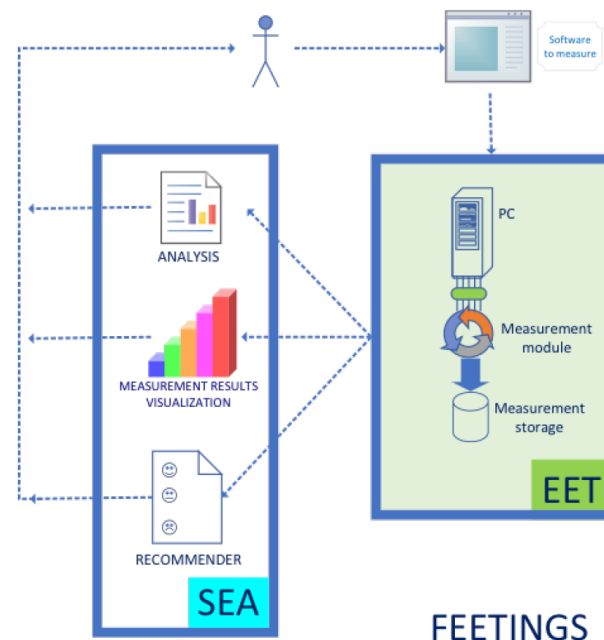 Software
to measure
PC
ANALYSIS
Measurement
module
MEASUREMENT RESULTS
VISUALIZATION
Measurement
storage
EET
RECOMMENDER
SEA
FEETINGS